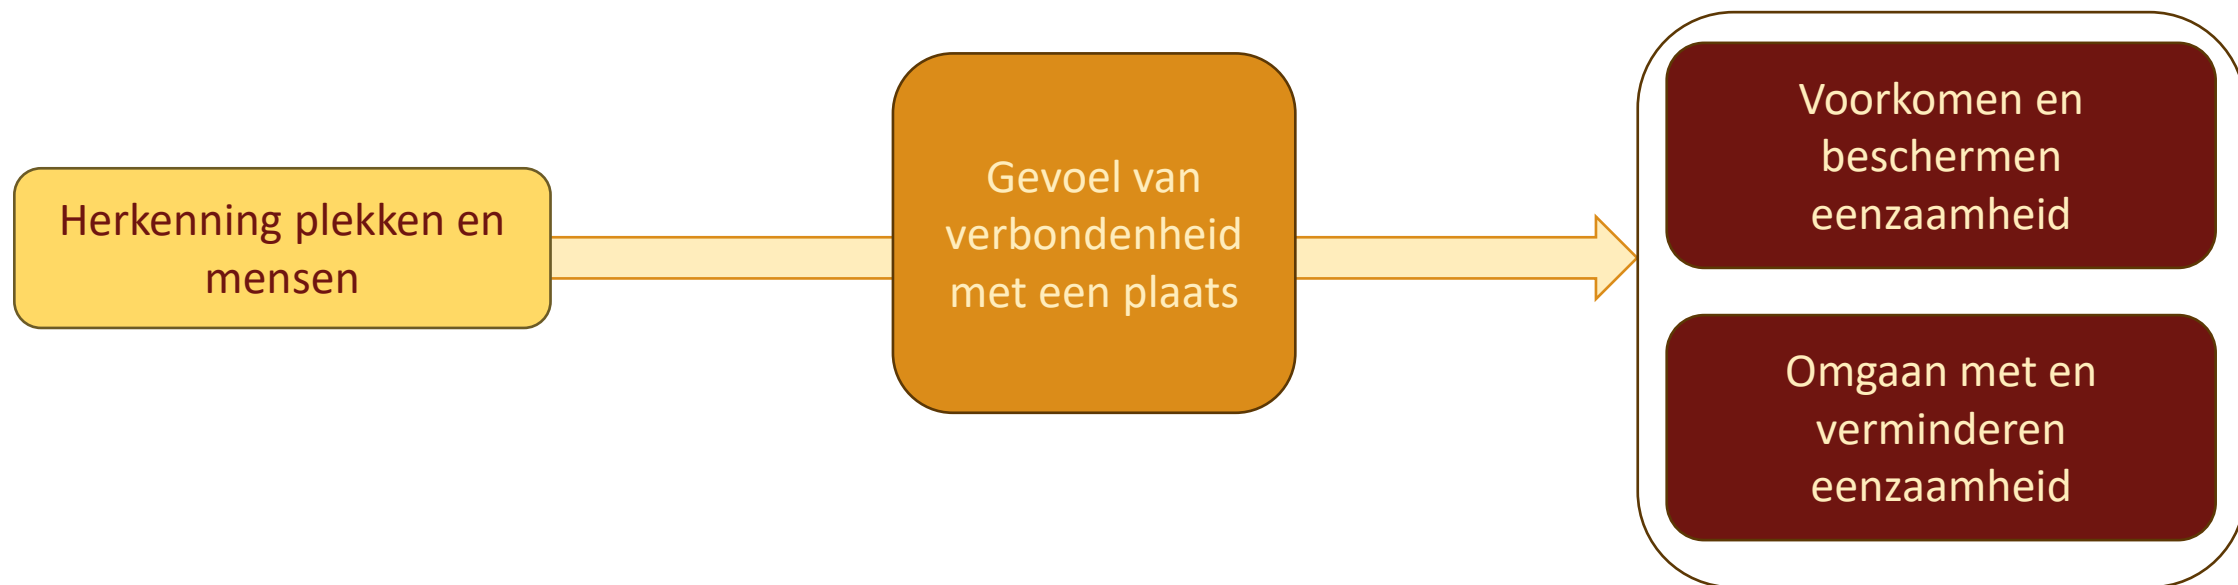 Herkenning plekken en
mensen
Gevoel van
verbondenheid
met een plaats
Voorkomen en
beschermen
eenzaamheid
Omgaan met en
verminderen
eenzaamheid